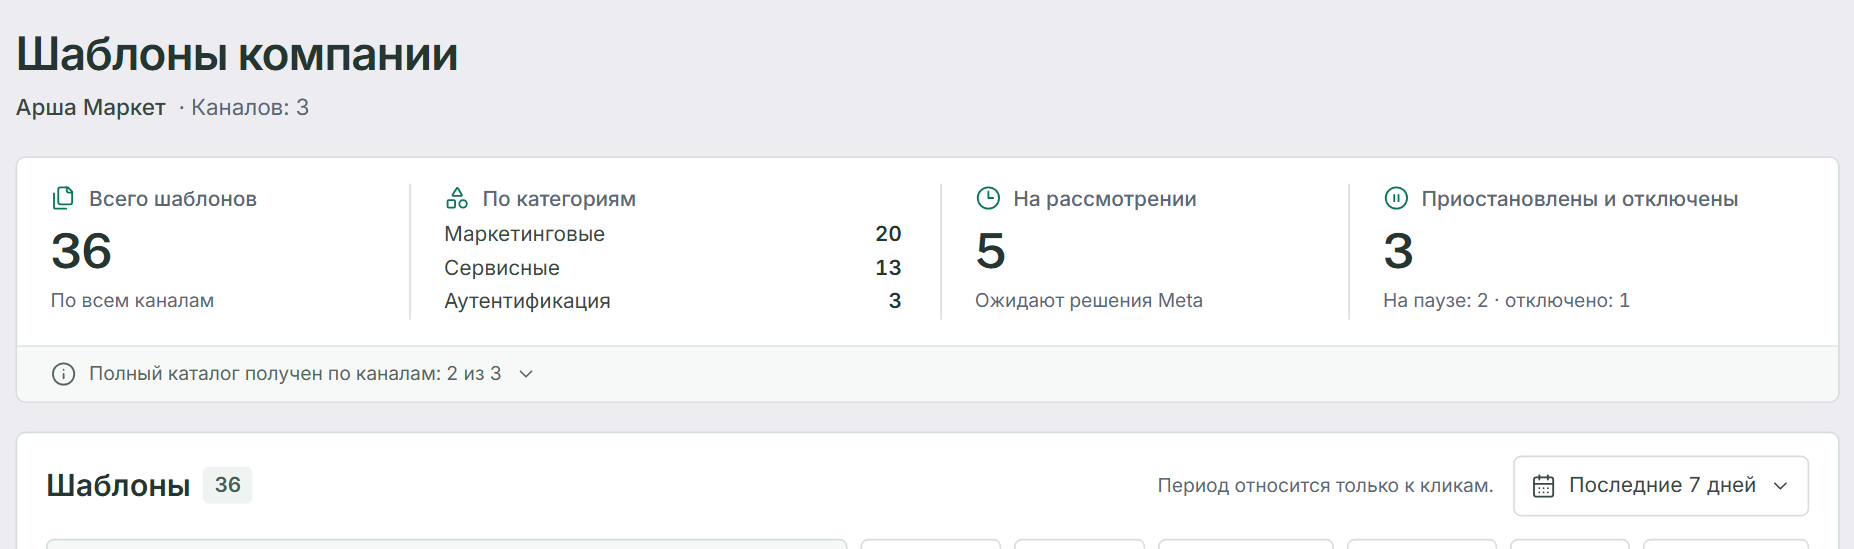 Шаблоны компании
Арша Маркет · Каналов: 3
Всего шаблонов
36
По всем каналам
По категориям
Маркетинговые 20
Сервисные 13
Аутентификация 3
На рассмотрении
5
Ожидают решения Meta
Приостановлены и отключены
3
На паузе: 2 · отключено: 1
Полный каталог получен по каналам: 2 из 3
Шаблоны 36
Период относится только к кликам.
Последние 7 дней